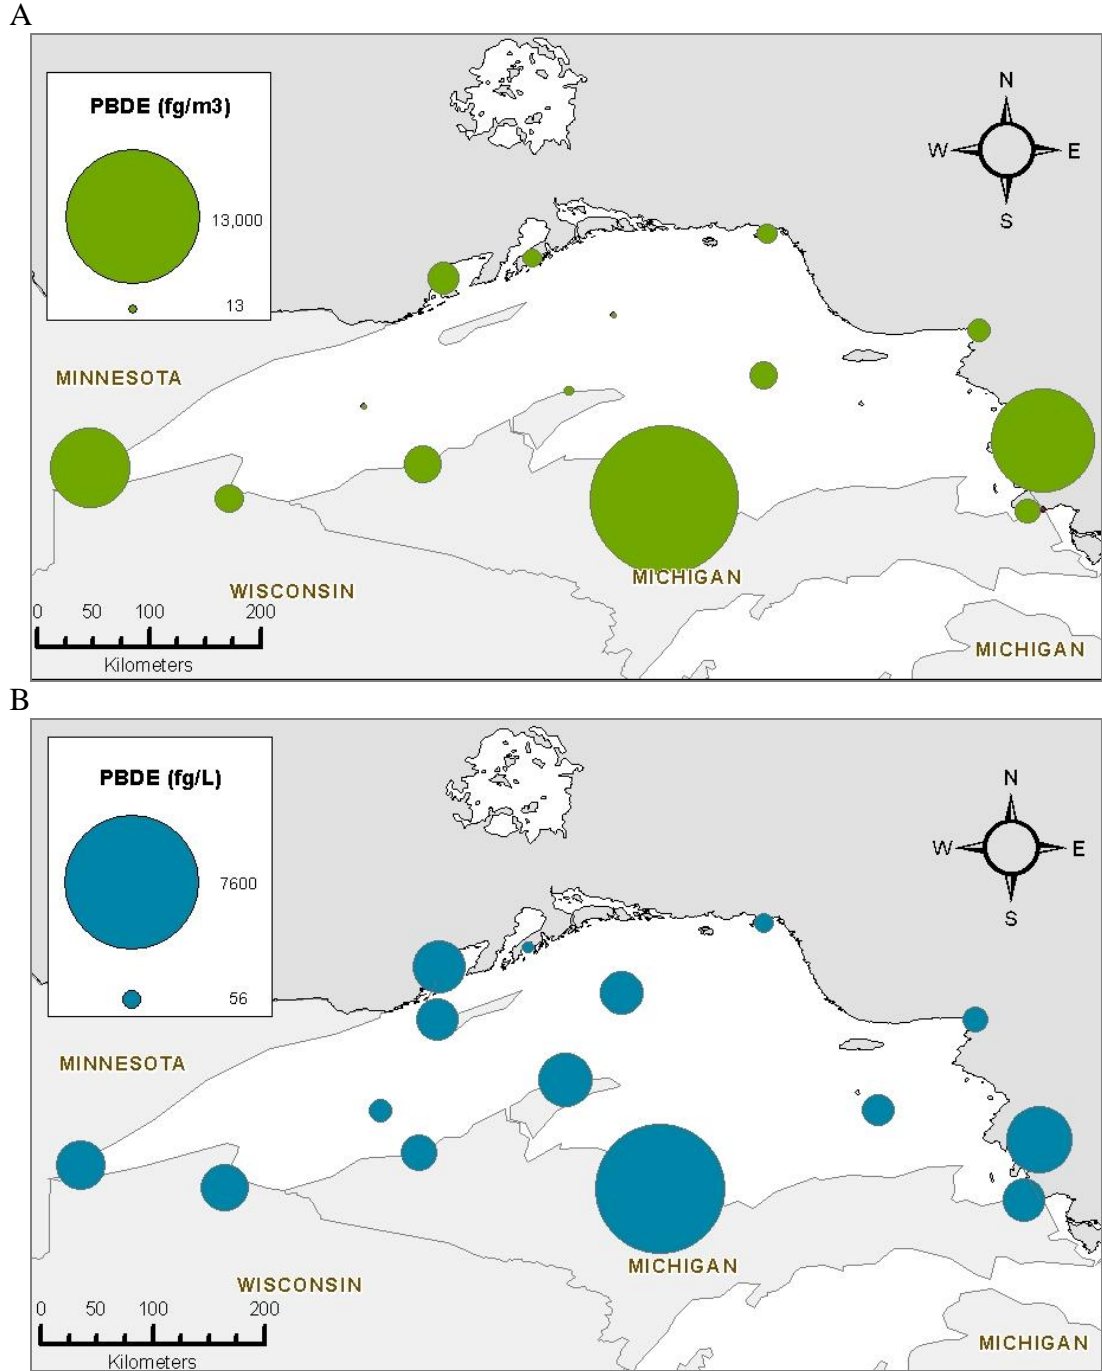 A
PBDE (fg/m3)
13,000
13
N
W E
S
MINNESOTA
WISCONSIN
MICHIGAN
0 50 100 200
Kilometers
MICHIGAN
B
PBDE (fg/L)
7600
56
N
W E
S
MINNESOTA
WISCONSIN
MICHIGAN
0 50 100 200
Kilometers
MICHIGAN